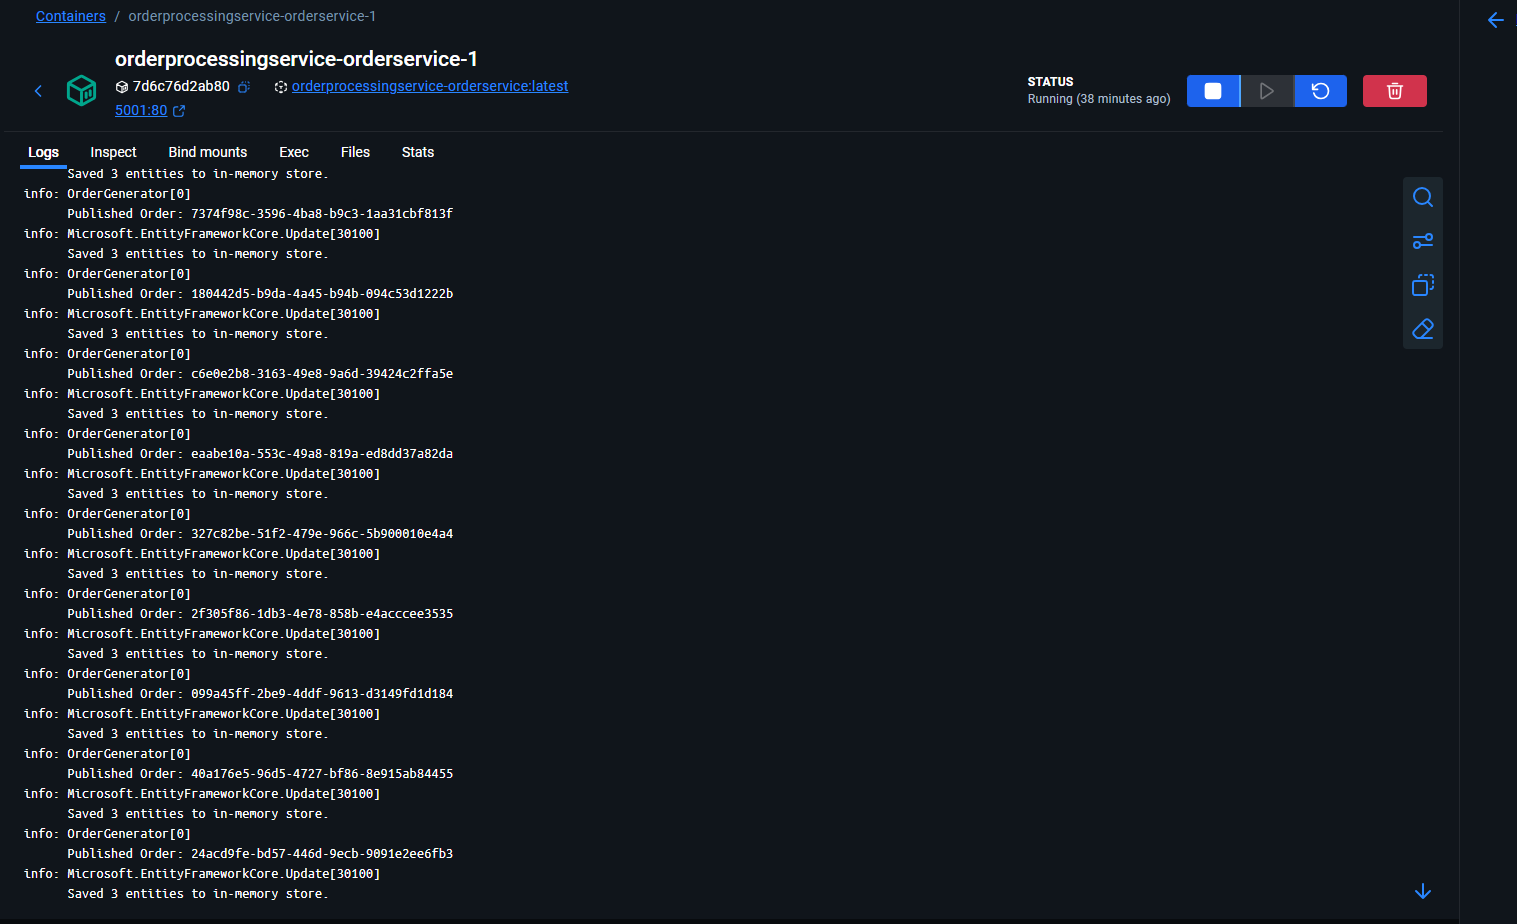 Containers / orderprocessingservice-orderservice-1
orderprocessingservice-orderservice-1
7d6c76d2ab80 orderprocessingservice-orderservice:latest
5001:80
STATUS
Running (38 minutes ago)
Logs Inspect Bind mounts Exec Files Stats
Saved 3 entities to in-memory store.
info: OrderGenerator[0]
Published Order: 7374f98c-3596-4ba8-b9c3-1aa31cbf813f
info: Microsoft.EntityFrameworkCore.Update[30100]
Saved 3 entities to in-memory store.
info: OrderGenerator[0]
Published Order: 180442d5-b9da-4a45-b94b-094c53d1222b
info: Microsoft.EntityFrameworkCore.Update[30100]
Saved 3 entities to in-memory store.
info: OrderGenerator[0]
Published Order: c6e0e2b8-3163-49e8-9a6d-39424c2ffa5e
info: Microsoft.EntityFrameworkCore.Update[30100]
Saved 3 entities to in-memory store.
info: OrderGenerator[0]
Published Order: eaabe10a-553c-49a8-819a-ed8dd37a82da
info: Microsoft.EntityFrameworkCore.Update[30100]
Saved 3 entities to in-memory store.
info: OrderGenerator[0]
Published Order: 327c82be-51f2-479e-966c-5b900010e4a4
info: Microsoft.EntityFrameworkCore.Update[30100]
Saved 3 entities to in-memory store.
info: OrderGenerator[0]
Published Order: 2f305f86-1db3-4e78-858b-e4acccee3535
info: Microsoft.EntityFrameworkCore.Update[30100]
Saved 3 entities to in-memory store.
info: OrderGenerator[0]
Published Order: 099a45ff-2be9-4ddf-9613-d3149fd1d184
info: Microsoft.EntityFrameworkCore.Update[30100]
Saved 3 entities to in-memory store.
info: OrderGenerator[0]
Published Order: 40a176e5-96d5-4727-bf86-8e915ab84455
info: Microsoft.EntityFrameworkCore.Update[30100]
Saved 3 entities to in-memory store.
info: OrderGenerator[0]
Published Order: 24acd9fe-bd57-446d-9ecb-9091e2ee6fb3
info: Microsoft.EntityFrameworkCore.Update[30100]
Saved 3 entities to in-memory store.